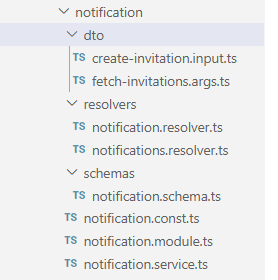 notification
dto
TS create-invitation.input.ts
TS fetch-invitations.args.ts
resolvers
TS notification.resolver.ts
TS notifications.resolver.ts
schemas
TS notification.schema.ts
TS notification.const.ts
TS notification.module.ts
TS notification.service.ts